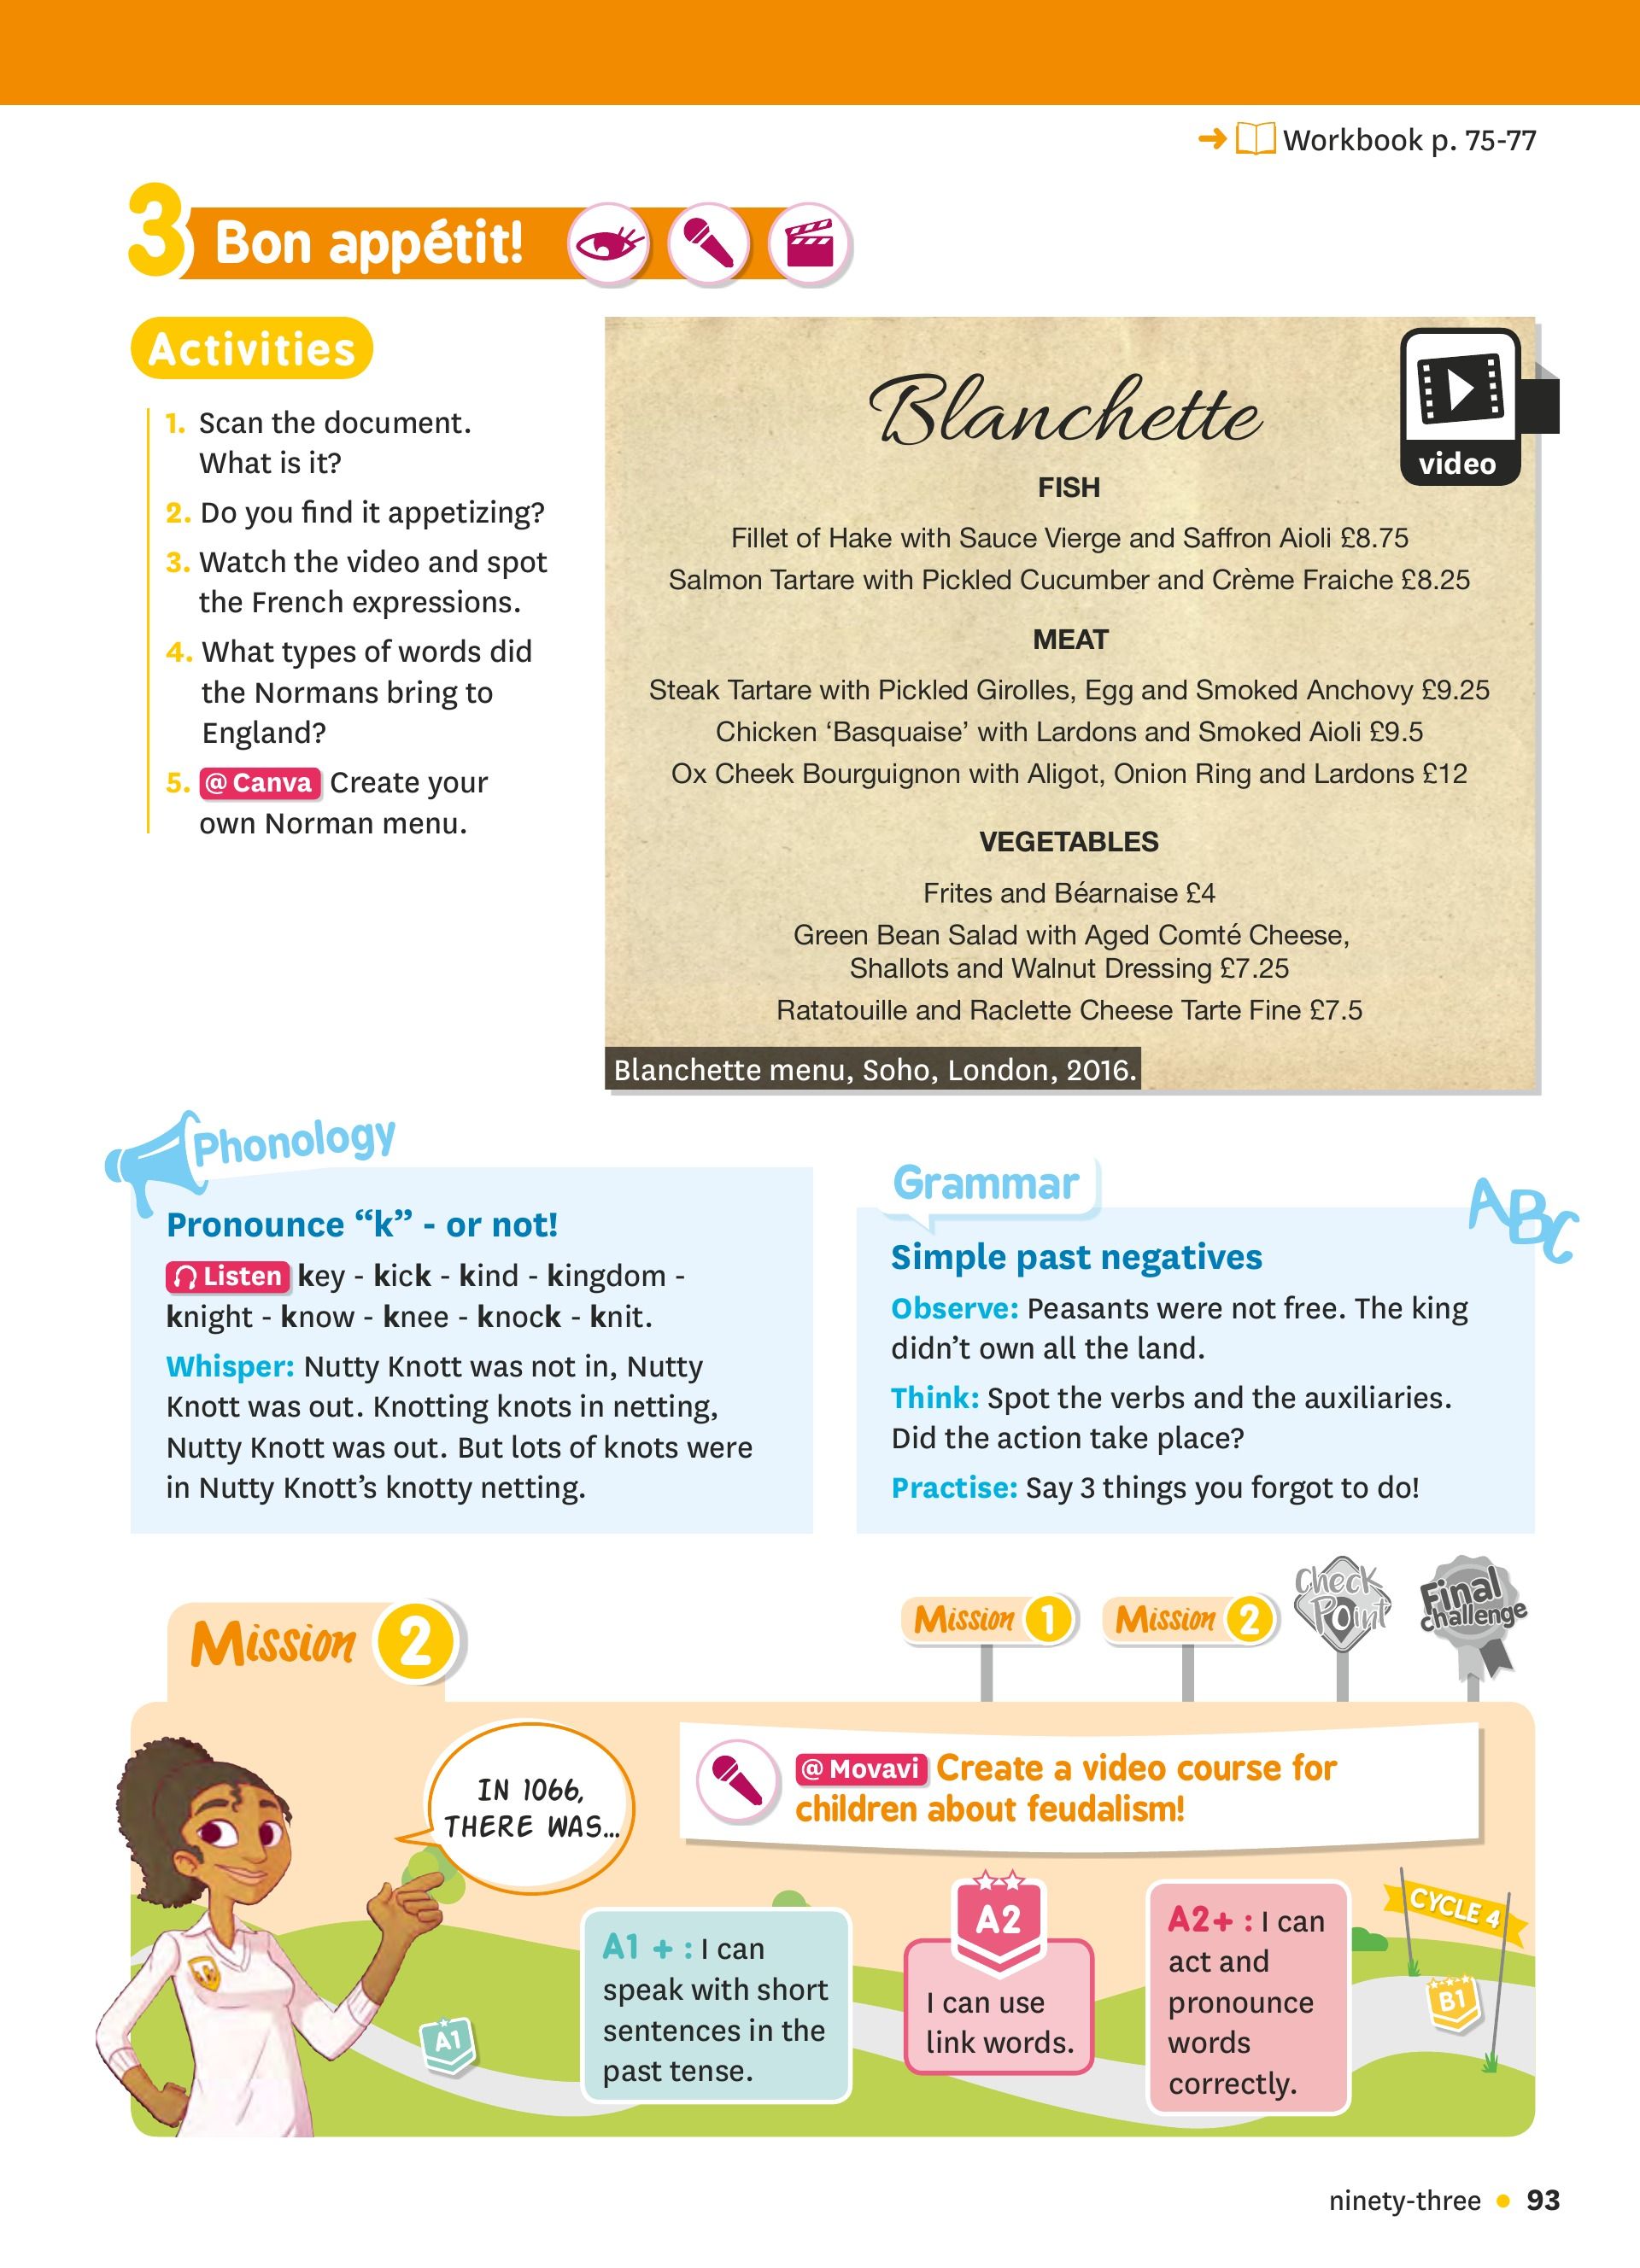 Workbook p. 75-77
3 Bon appétit!
Activities
1. Scan the document.
What is it?
2. Do you find it appetizing?
3. Watch the video and spot
the French expressions.
4. What types of words did
the Normans bring to
England?
5. @ Canva Create your
own Norman menu.
video
Blanchette
FISH
Fillet of Hake with Sauce Vierge and Saffron Aioli £8.75
Salmon Tartare with Pickled Cucumber and Crème Fraiche £8.25
MEAT
Steak Tartare with Pickled Girolles, Egg and Smoked Anchovy £9.25
Chicken ‘Basquaise’ with Lardons and Smoked Aioli £9.5
Ox Cheek Bourguignon with Aligot, Onion Ring and Lardons £12
VEGETABLES
Frites and Béarnaise £4
Green Bean Salad with Aged Comté Cheese,
Shallots and Walnut Dressing £7.25
Ratatouille and Raclette Cheese Tarte Fine £7.5
Blanchette menu, Soho, London, 2016.
Phonology
Pronounce “k” - or not!
Listen key - kick - kind - kingdom -
knight - know - knee - knock - knit.
Whisper: Nutty Knott was not in, Nutty
Knott was out. Knotting knots in netting,
Nutty Knott was out. But lots of knots were
in Nutty Knott’s knotty netting.
Grammar
ABC
Simple past negatives
Observe: Peasants were not free. The king
didn’t own all the land.
Think: Spot the verbs and the auxiliaries.
Did the action take place?
Practise: Say 3 things you forgot to do!
Mission 2
Mission 1
Mission 2
Check
Point
Final
challenge
IN 1066,
THERE WAS...
@ Movavi Create a video course for
children about feudalism!
A1
A1 + : I can
speak with short
sentences in the
past tense.
A2
I can use
link words.
A2+ : I can
act and
pronounce
words
correctly.
CYCLE 4
B1
ninety-three • 93